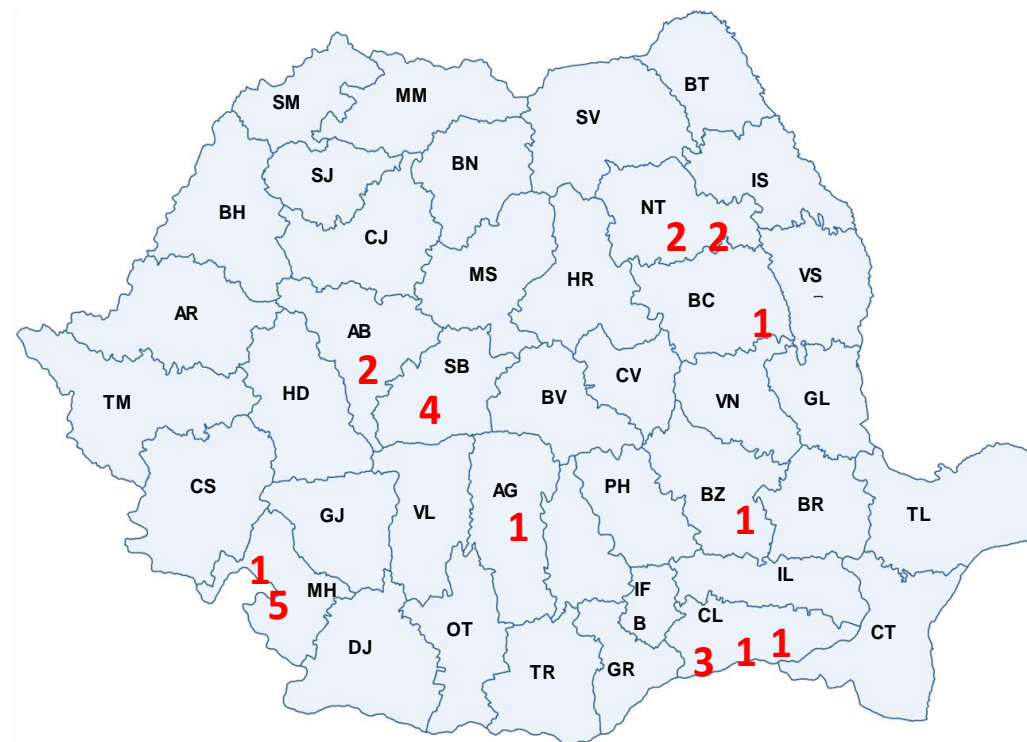 BT
SM
MM
SV
BN
SJ
IS
NT
BH
CJ
2 2
MS
HR
VS
BC
AR
AB
1
2
SB
CV
HD
BV
VN
GL
TM
4
CS
AG
PH
BZ
BR
TL
GJ
VL
1
1
1
IL
MH
IF
5
CL
B
OT
CT
DJ
TR
GR
3 1 1